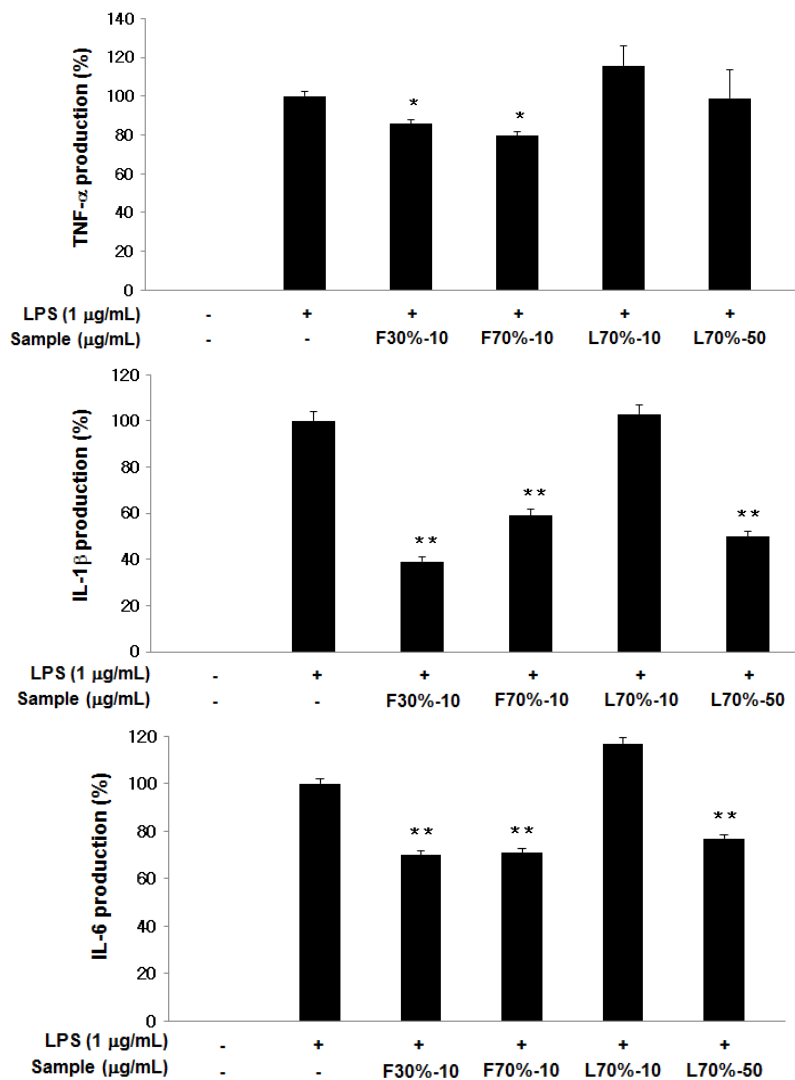 TNF-α production (%)
140
120
100
80
60
40
20
0
* *
LPS (1 μg/mL) - + + + + +
Sample (μg/mL) - - F30%-10 F70%-10 L70%-10 L70%-50
IL-1β production (%)
120
100
80
60
40
20
0
** ** **
LPS (1 μg/mL) - + + + + +
Sample (μg/mL) - - F30%-10 F70%-10 L70%-10 L70%-50
IL-6 production (%)
120
100
80
60
40
20
0
** ** **
LPS (1 μg/mL) - + + + + +
Sample (μg/mL) - - F30%-10 F70%-10 L70%-10 L70%-50